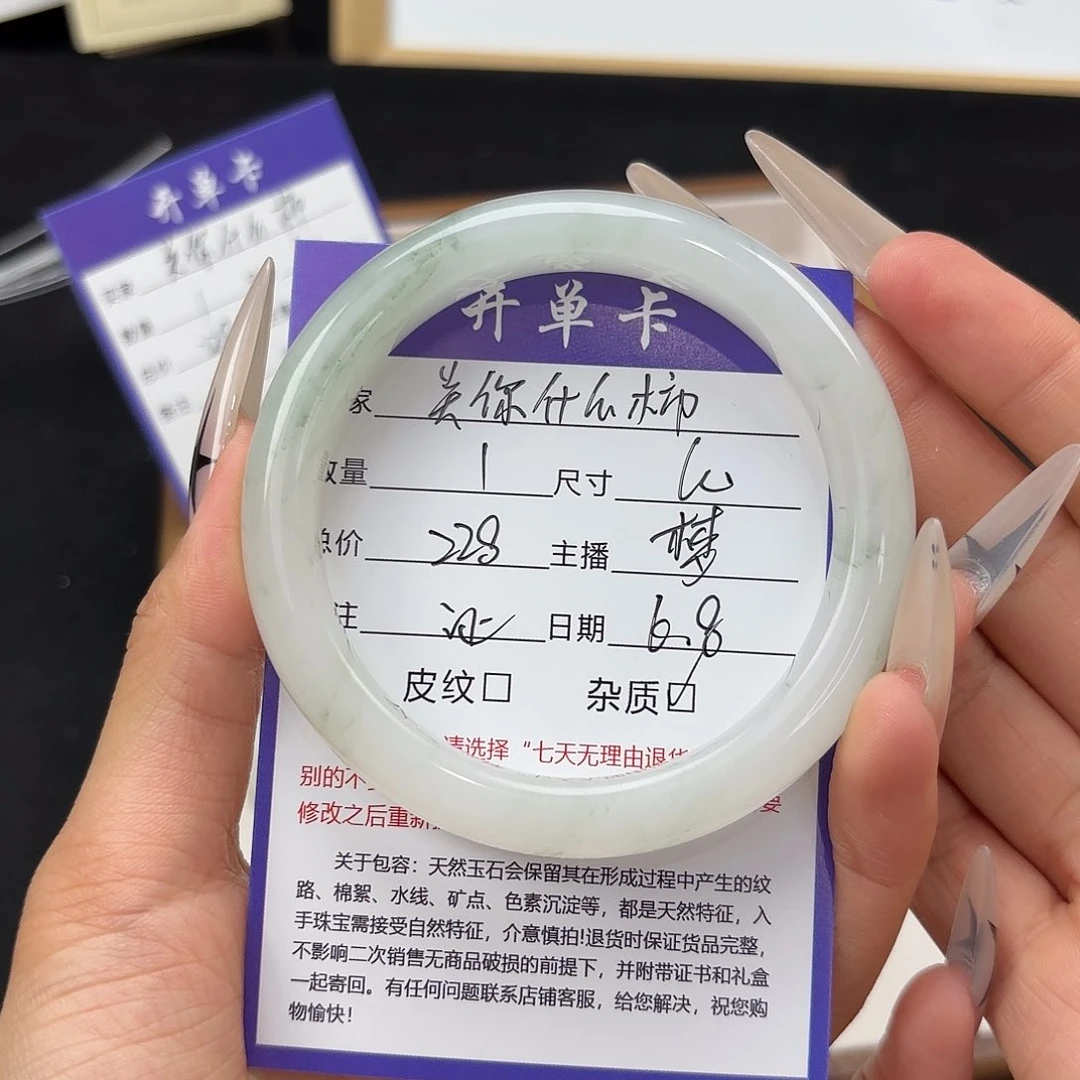 开单卡
开单卡
家 关你什么柿
数量 1 尺寸
总价 228 主播 梦
注 证 日期 6.8
皮纹□ 杂质☑
请选择“七天无理由退货
别的不
要
修改之后重新
关于包容：天然玉石会保留其在形成过程中产生的纹
路、棉絮、水线、矿点、色素沉淀等，都是天然特征，入
手珠宝需接受自然特征，介意慎拍!退货时保证货品完整，
不影响二次销售无商品破损的前提下，并附带证书和礼盒
一起寄回。有任何问题联系店铺客服，给您解决，祝您购
物愉快!